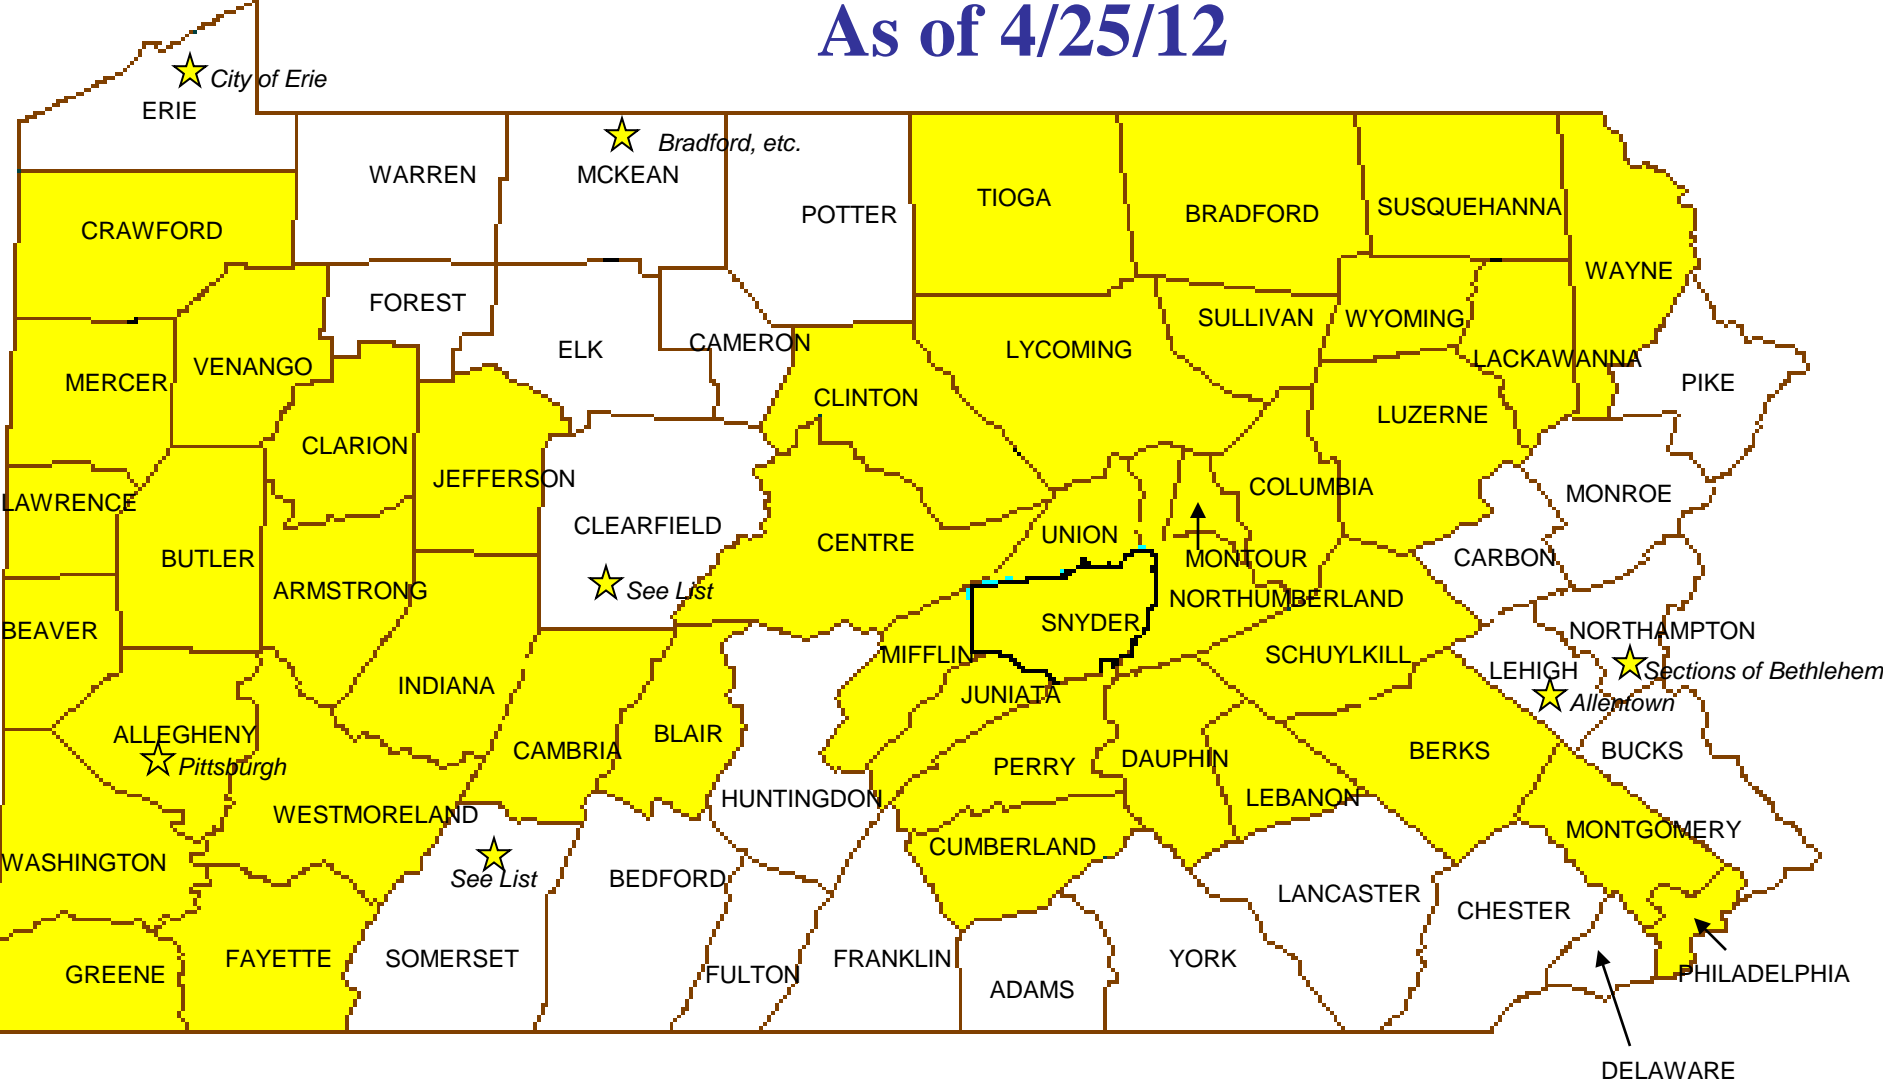 As of 4/25/12
City of Erie
ERIE
Bradford, etc.
WARREN
MCKEAN
POTTER
TIOGA
BRADFORD
SUSQUEHANNA
CRAWFORD
WAYNE
FOREST
SULLIVAN
WYOMING
ELK
CAMERON
LYCOMING
LACKAWANNA
VENANGO
MERCER
PIKE
CLINTON
LUZERNE
CLARION
JEFFERSON
COLUMBIA
MONROE
LAWRENCE
CLEARFIELD
UNION
CENTRE
BUTLER
MONTOUR
CARBON
ARMSTRONG
See List
NORTHUMBERLAND
SNYDER
BEAVER
NORTHAMPTON
MIFFLIN
SCHUYLKILL
LEHIGH
Sections of Bethlehem
INDIANA
JUNIATA
Allentown
ALLEGHENY
BLAIR
CAMBRIA
BERKS
BUCKS
Pittsburgh
PERRY
DAUPHIN
HUNTINGDON
LEBANON
WESTMORELAND
MONTGOMERY
CUMBERLAND
WASHINGTON
See List
BEDFORD
LANCASTER
CHESTER
FAYETTE
SOMERSET
FRANKLIN
YORK
GREENE
FULTON
PHILADELPHIA
ADAMS
DELAWARE